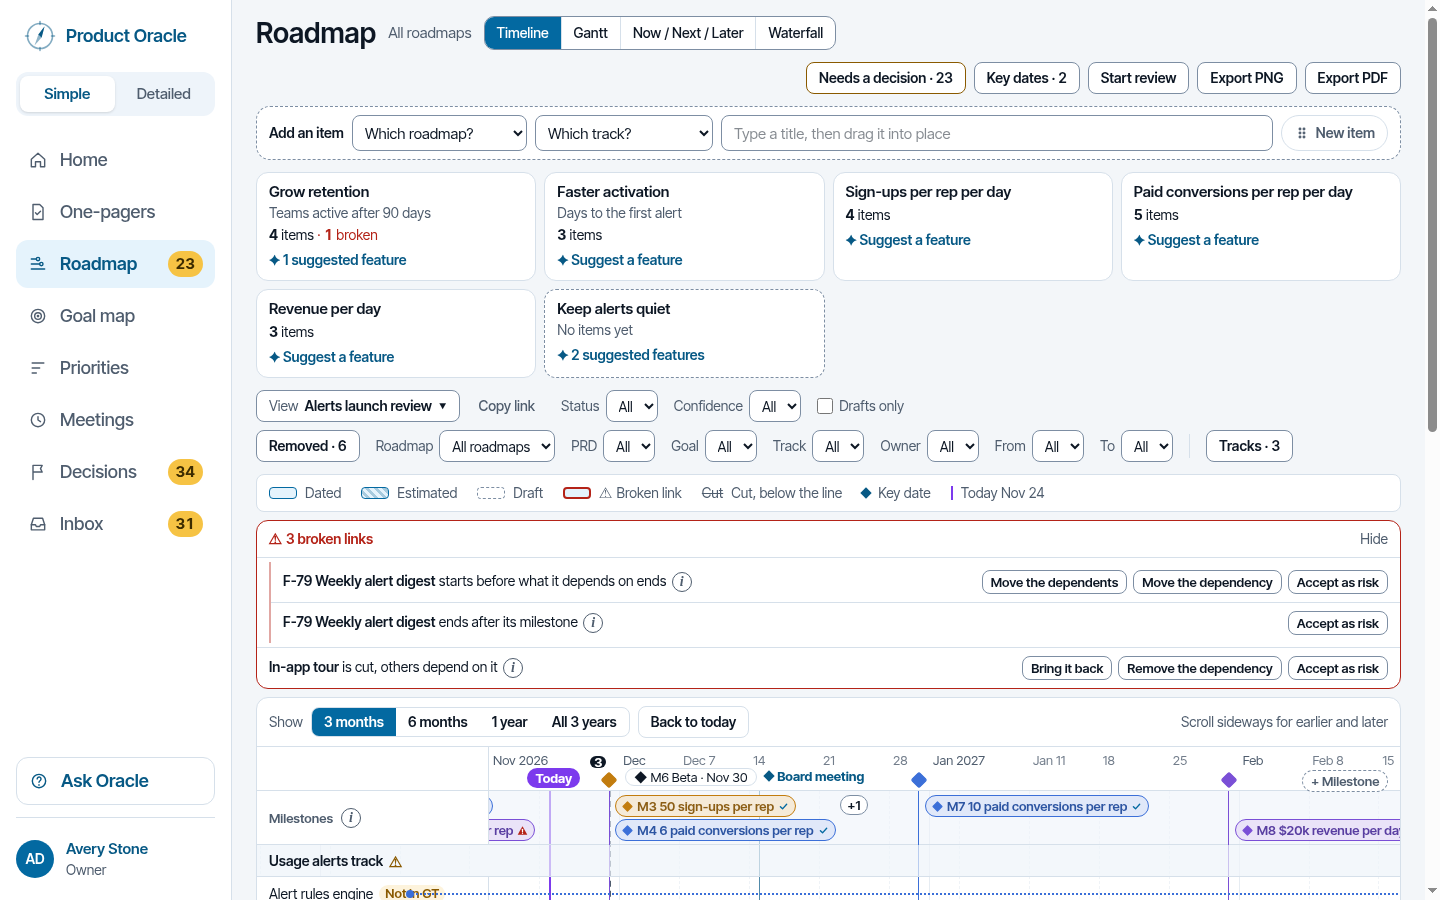 Product Oracle
Simple Detailed
Home
One-pagers
Roadmap 23
Goal map
Priorities
Meetings
Decisions 34
Inbox 31
Ask Oracle
AD Avery Stone
Owner
Roadmap All roadmaps Timeline Gantt Now / Next / Later Waterfall
Needs a decision · 23 Key dates · 2 Start review Export PNG Export PDF
Add an item Which roadmap? Which track? Type a title, then drag it into place New item
Grow retention
Teams active after 90 days
4 items · 1 broken
1 suggested feature
Faster activation
Days to the first alert
3 items
Suggest a feature
Sign-ups per rep per day
4 items
Suggest a feature
Paid conversions per rep per day
5 items
Suggest a feature
Revenue per day
3 items
Suggest a feature
Keep alerts quiet
No items yet
2 suggested features
View Alerts launch review Copy link Status All Confidence All Drafts only
Removed · 6 Roadmap All roadmaps PRD All Goal All Track All Owner All From All To All Tracks · 3
Dated Estimated Draft Broken link Cut Cut, below the line Key date Today Nov 24
3 broken links Hide
F-79 Weekly alert digest starts before what it depends on ends i Move the dependents Move the dependency Accept as risk
F-79 Weekly alert digest ends after its milestone i Accept as risk
In-app tour is cut, others depend on it i Bring it back Remove the dependency Accept as risk
Show 3 months 6 months 1 year All 3 years Back to today Scroll sideways for earlier and later
Nov 2026 3 Dec Dec 7 14 21 28 Jan 2027 Jan 11 18 25 Feb Feb 8 15
Today M6 Beta · Nov 30 Board meeting + Milestone
Milestones i
M3 50 sign-ups per rep +1 M7 10 paid conversions per rep
rep M4 6 paid conversions per rep M8 $20k revenue per day
Usage alerts track
Alert rules engine